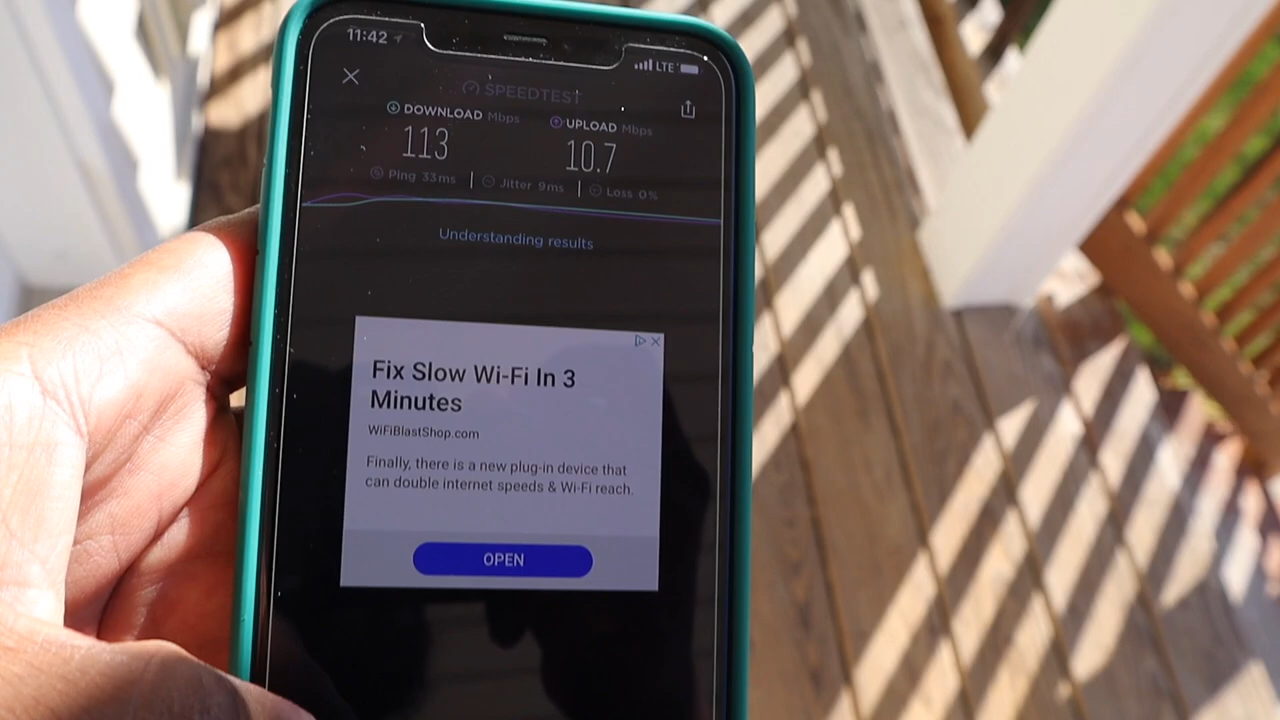 11:42
LTE
SPEEDTEST
DOWNLOAD Mbps
UPLOAD Mbps
113
10.7
Ping 33ms
Jitter 9ms
Loss 0%
Understanding results
Fix Slow Wi-Fi In 3
Minutes
WiFiBlastShop.com
Finally, there is a new plug-in device that
can double internet speeds & Wi-Fi reach.
OPEN